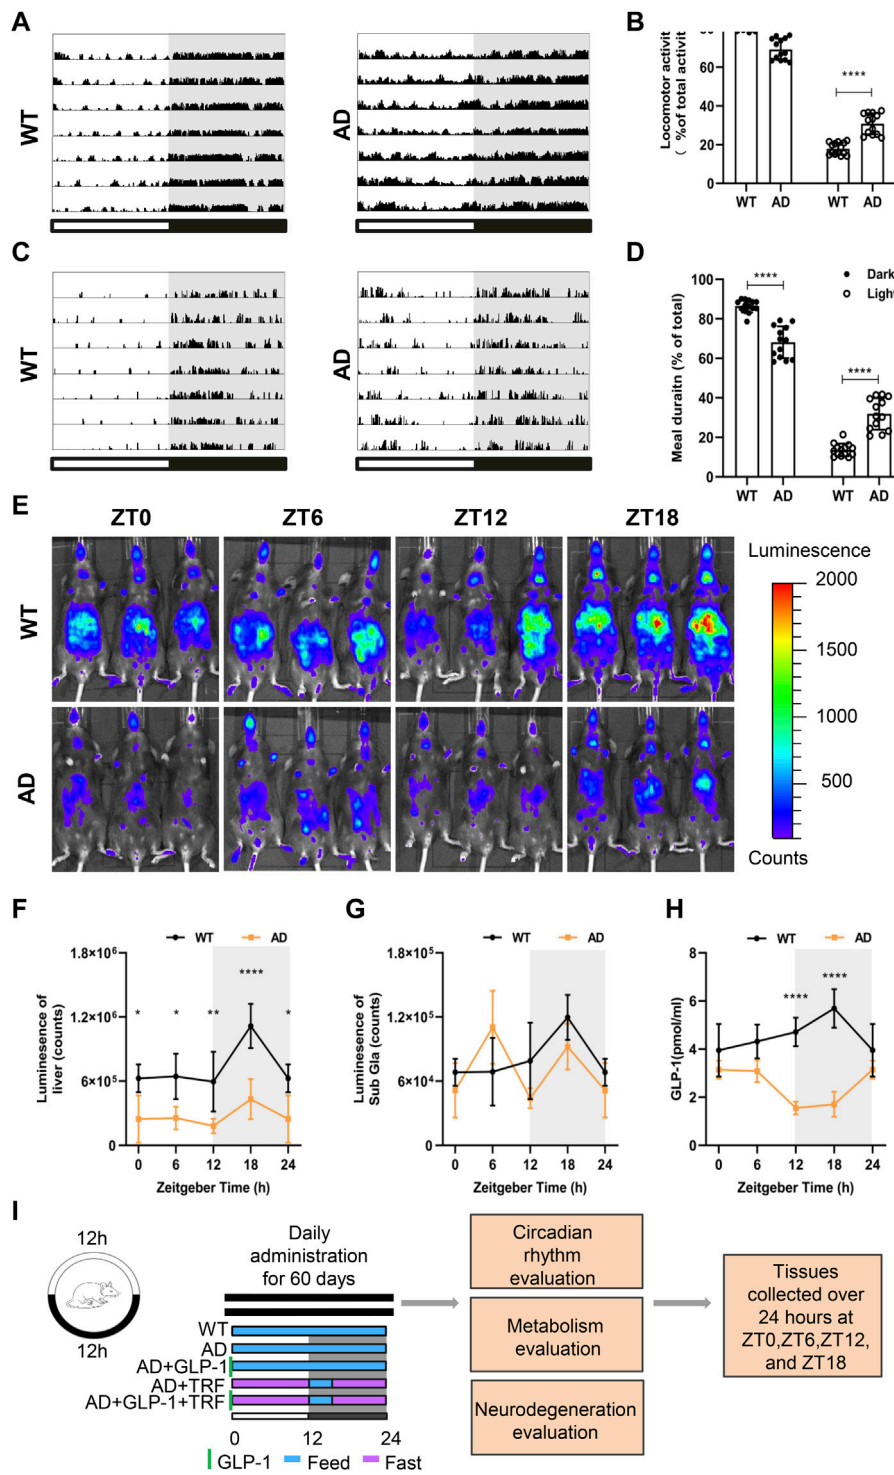 A
WT
AD
B
Locomotor activit
( %of total activit
80
60
40
20
0
****
WT
AD
WT
AD
C
WT
AD
D
Meal duraitn (% of total)
100
80
60
40
20
0
****
****
Dark
Light
WT
AD
WT
AD
E
ZT0
ZT6
ZT12
ZT18
WT
AD
Luminescence
2000
1500
1000
500
Counts
F
WT
AD
Luminesence of
liver (counts)
1.8×10⁶
1.2×10⁶
6×10⁵
0
*
*
**
****
*
0
6
12
18
24
Zeitgeber Time (h)
G
WT
AD
Luminesence of
Sub Gla (counts)
1.8×10⁵
1.2×10⁵
6×10⁴
0
0
6
12
18
24
Zeitgeber Time (h)
H
WT
AD
GLP-1(pmol/ml)
8
6
4
2
0
****
****
0
6
12
18
24
Zeitgeber Time (h)
I
12h
12h
Daily
administration
for 60 days
WT
AD
AD+GLP-1
AD+TRF
AD+GLP-1+TRF
0
12
24
GLP-1
Feed
Fast
Circadian
rhythm
evaluation
Metabolism
evaluation
Neurodegeneration
evaluation
Tissues
collected over
24 hours at
ZT0,ZT6,ZT12,
and ZT18